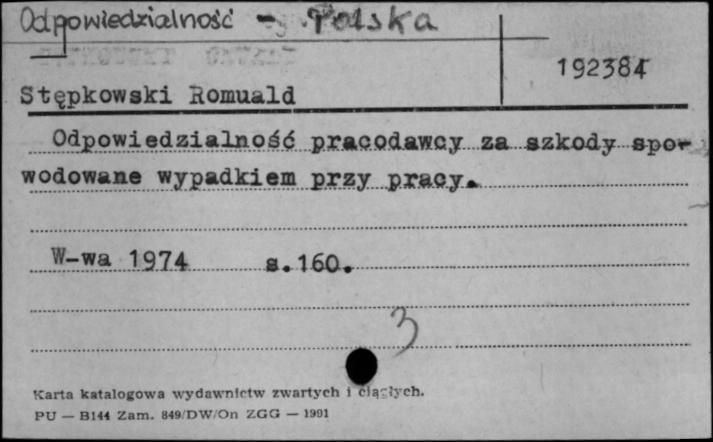 Odpowiedzialność - Polska
192384
Stępkowski Romuald
Odpowiedzialność pracodawcy za szkody spo-
wodowane wypadkiem przy pracy.
W-wa 1974 s.160.
3
Karta katalogowa wydawnictw zwartych i ciągłych.
PU — B144 Zam. 849/DW/On ZGG — 1991